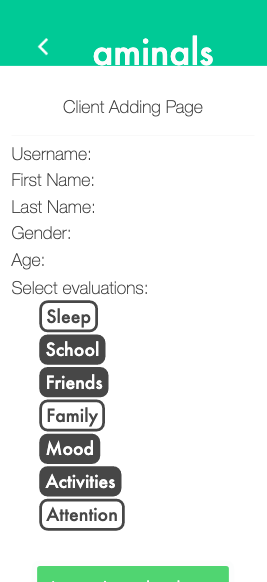 aminals
Client Adding Page
Username:
First Name:
Last Name:
Gender:
Age:
Select evaluations:
Sleep
School
Friends
Family
Mood
Activities
Attention